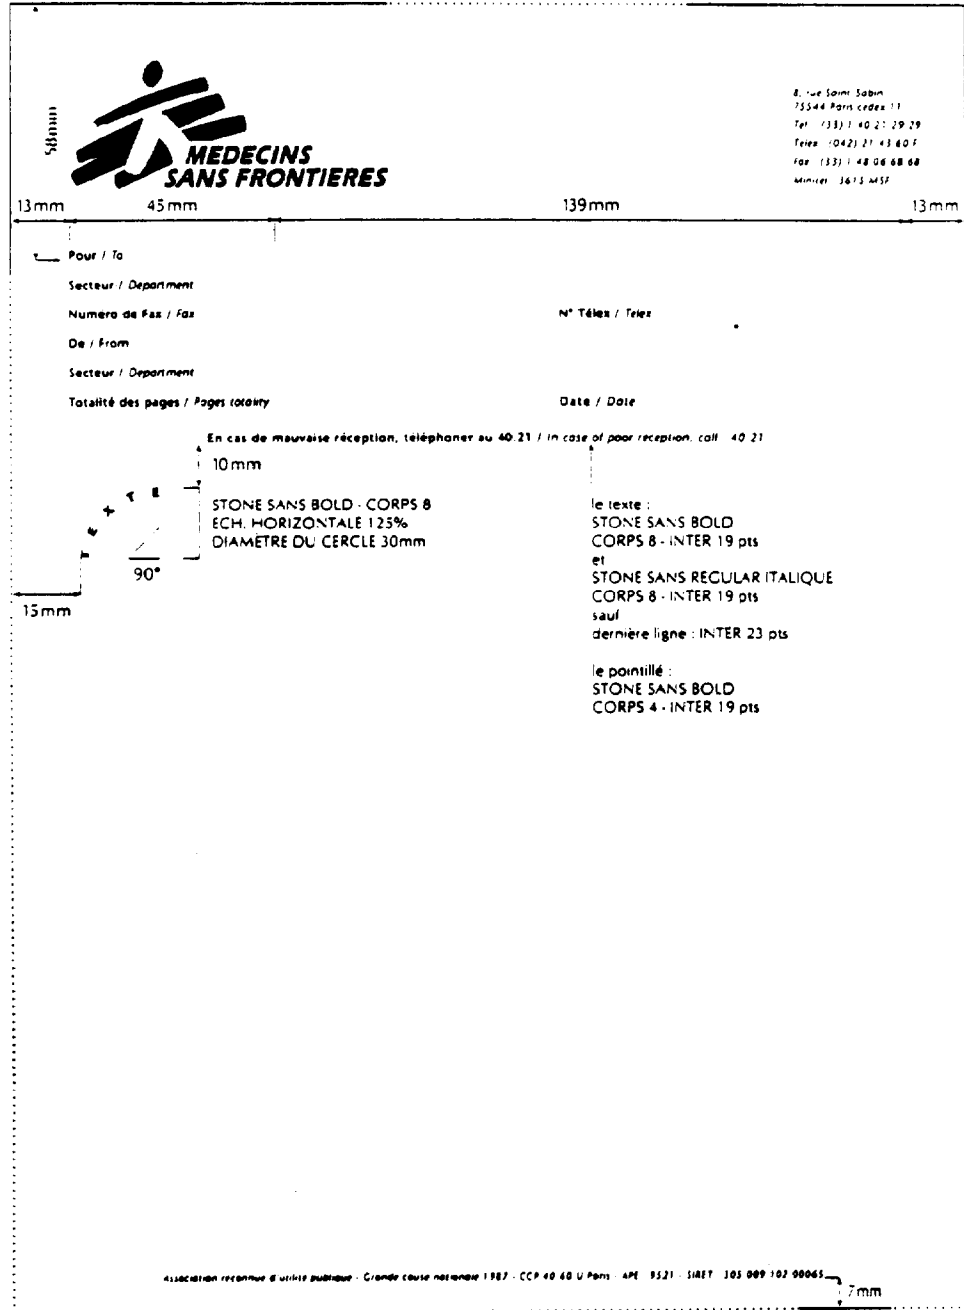 8, rue Saint Sabin
75544 Paris cedex 11
Tel. (33) 1 40 21 29 29
Telex (042) 21 43 60 F
Fax (33) 1 48 06 68 68
Minitel 3615 MSF
58mm
MEDECINS
SANS FRONTIERES
13mm 45mm 139mm 13mm
Pour / To
Secteur / Department
Numero de Fax / Fax N° Télex / Telex
De / From
Secteur / Department
Totalité des pages / Pages totality Date / Date
En cas de mauvaise réception, téléphoner au 40.21 / In case of poor reception, call 40 21
10mm
TEXTE
STONE SANS BOLD - CORPS 8
ECH. HORIZONTALE 125%
DIAMETRE DU CERCLE 30mm
90°
15mm
le texte :
STONE SANS BOLD
CORPS 8 - INTER 19 pts
et
STONE SANS REGULAR ITALIQUE
CORPS 8 - INTER 19 pts
sauf
dernière ligne : INTER 23 pts
le pointillé :
STONE SANS BOLD
CORPS 4 - INTER 19 pts
Association reconnue d'utilité publique - Grande cause nationale 1987 - CCP 40 60 U Paris - APE 9521 - SIRET 305 009 102 00065
7mm